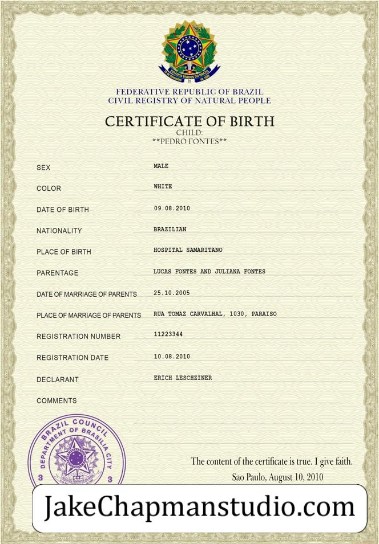 FEDERATIVE REPUBLIC OF BRAZIL
CIVIL REGISTRY OF NATURAL PEOPLE
CERTIFICATE OF BIRTH
CHILD:
**PEDRO FONTES**
SEX MALE
COLOR WHITE
DATE OF BIRTH 09.08.2010
NATIONALITY BRAZILIAN
PLACE OF BIRTH HOSPITAL SAMARITANO
PARENTAGE LUCAS FONTES AND JULIANA FONTES
DATE OF MARRIAGE OF PARENTS 25.10.2005
PLACE OF MARRIAGE OF PARENTS RUA TOMAZ CARVALHAL, 1030, PARAISO
REGISTRATION NUMBER 11223344
REGISTRATION DATE 10.08.2010
DECLARANT ERICH LESCHZINER
COMMENTS
BRAZIL COUNCIL
DEPARTMENT OF BRASILIA CITY
3 3
The content of the certificate is true. I give faith.
Sao Paulo, August 10, 2010
JakeChapmanstudio.com